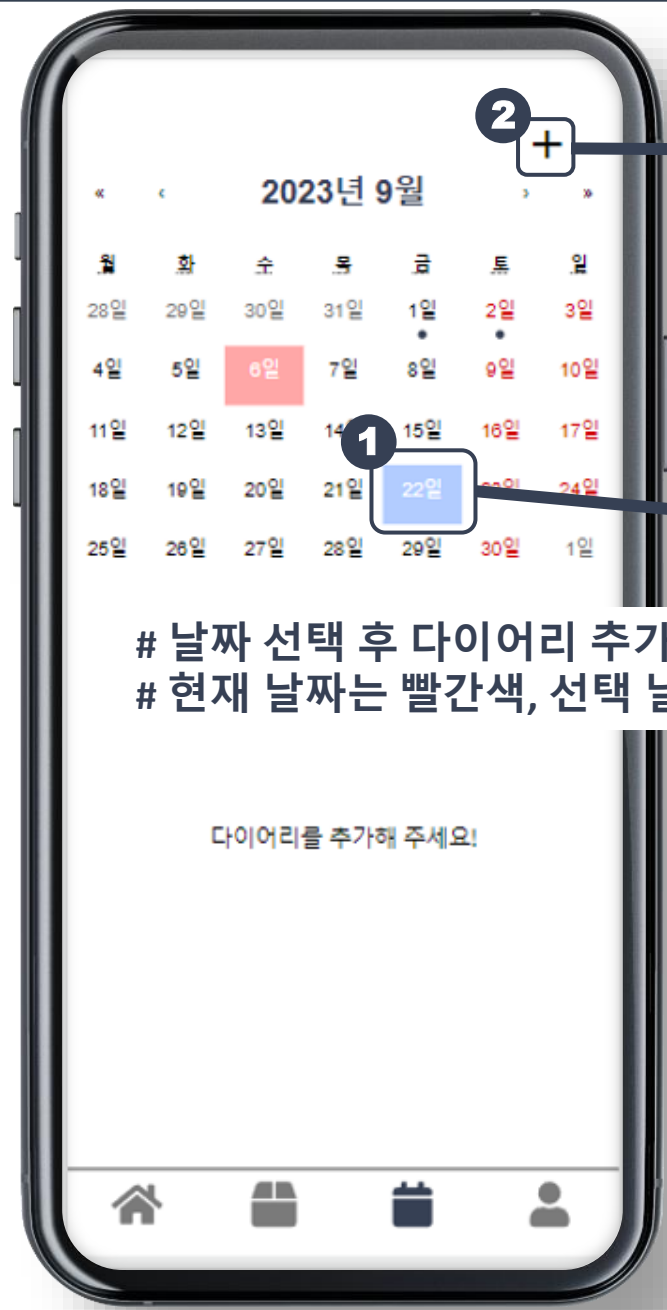 2
+
« ‹ 2023년 9월 › »
월 화 수 목 금 토 일
28일 29일 30일 31일 1일 2일 3일
4일 5일 6일 7일 8일 9일 10일
11일 12일 13일 14 15일 16일 17일
1
18일 19일 20일 21일 22일 23일 24일
25일 26일 27일 28일 29일 30일 1일
# 날짜 선택 후 다이어리 추가
# 현재 날짜는 빨간색, 선택
다이어리를 추가해 주세요!